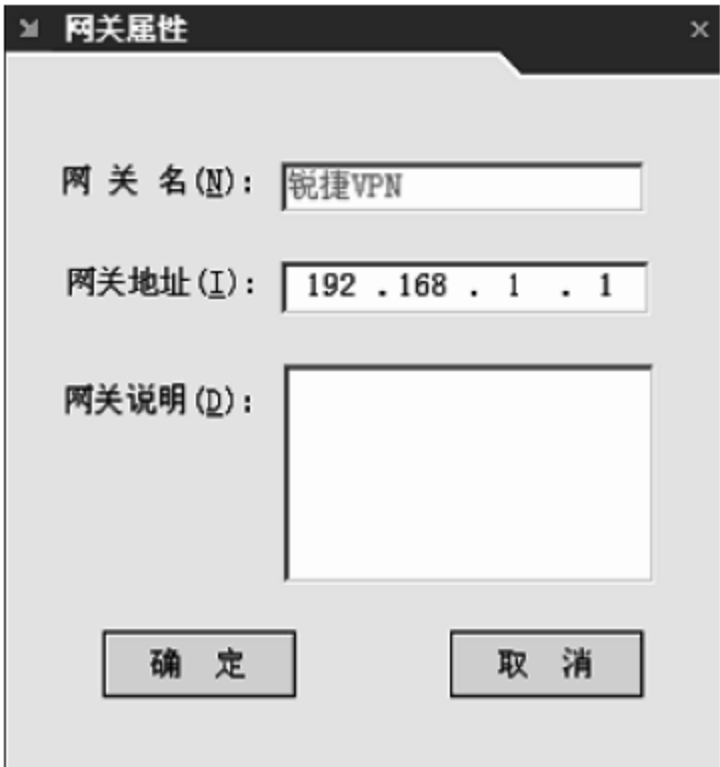 网关属性
网 关 名(N): 锐捷VPN
网关地址(I): 192 .168 . 1 . 1
网关说明(D):
确 定 取 消